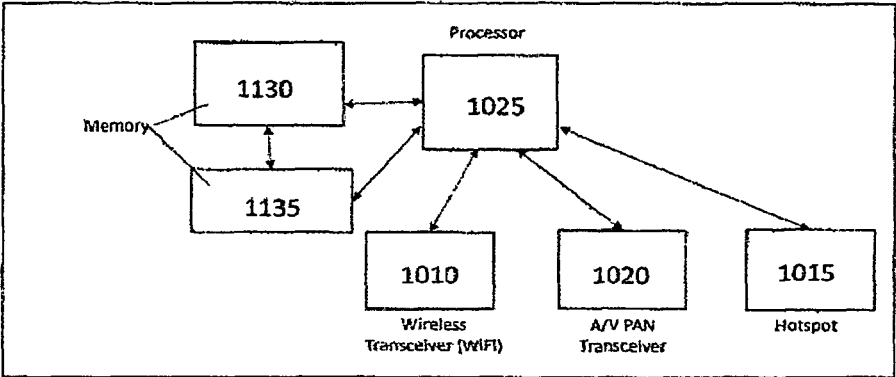 Processor
1130
1025
Memory
1135
1010
1020
1015
Wireless
Transceiver (WiFi)
A/V PAN
Transceiver
Hotspot